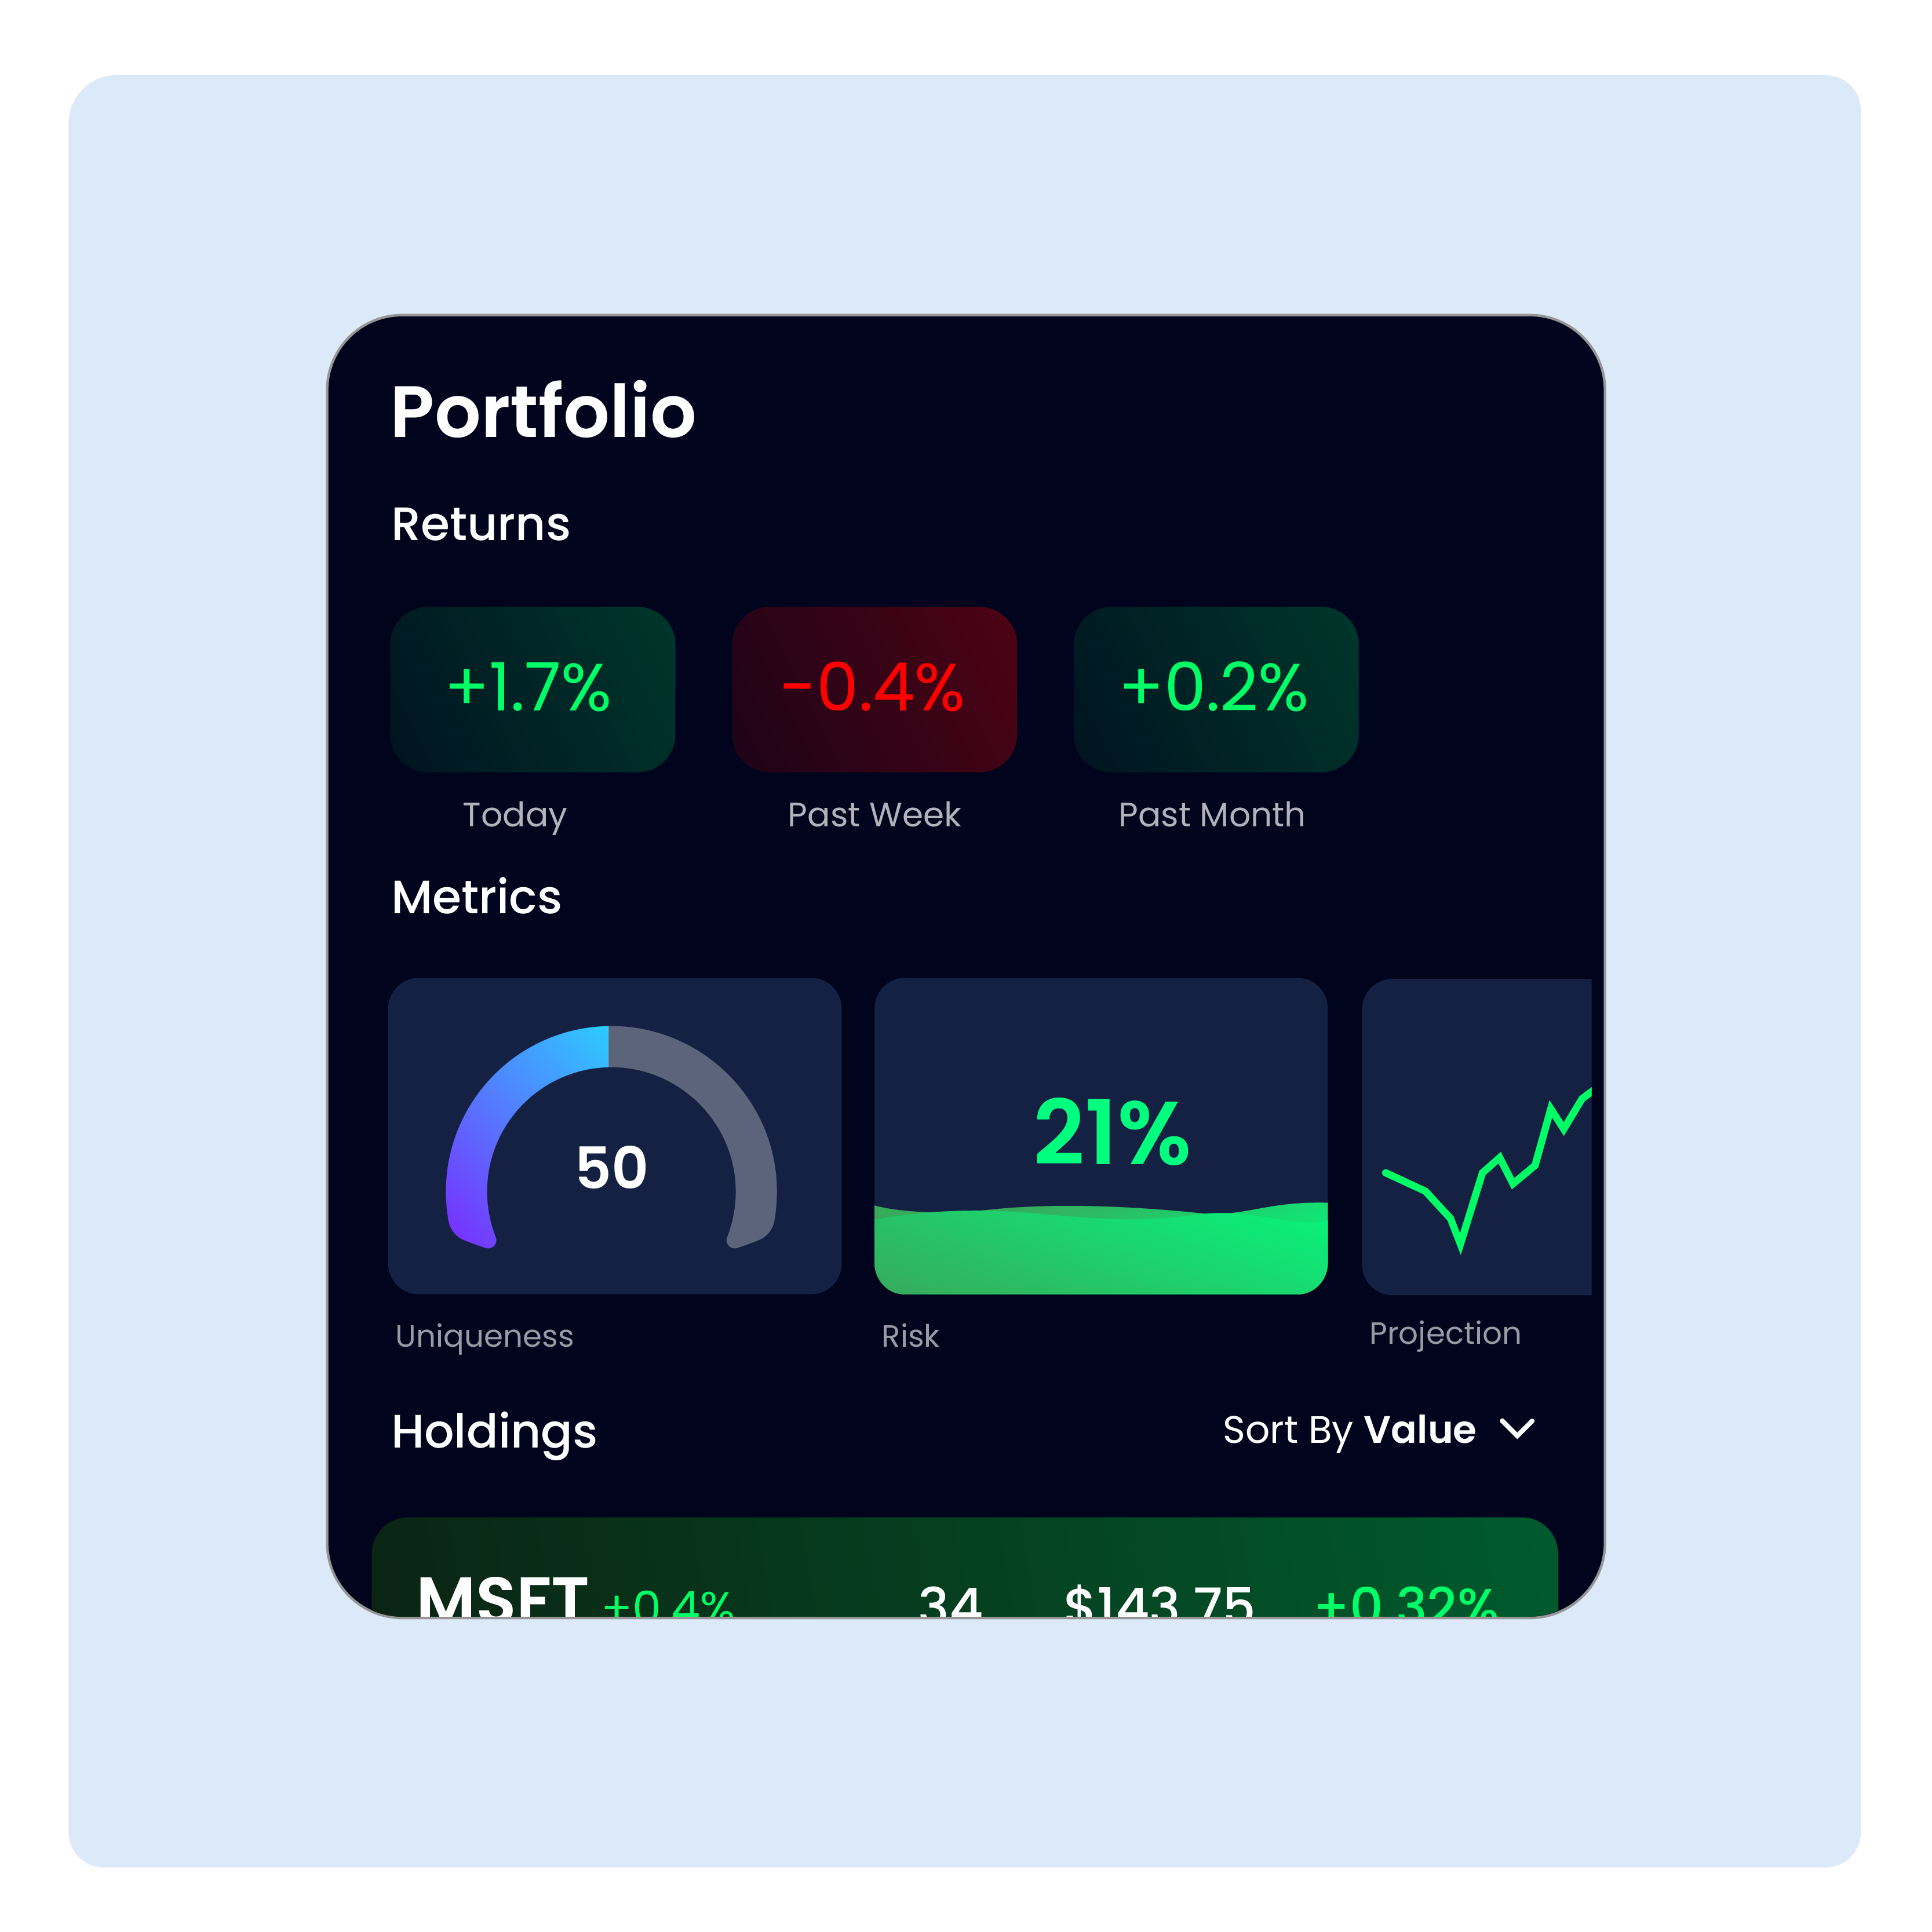 Portfolio
Returns
+1.7% -0.4% +0.2%
Today Past Week Past Month
Metrics
50 21%
Uniqueness Risk Projection
Holdings Sort By Value
MSFT +0.4% 34 $143.75 +0.32%